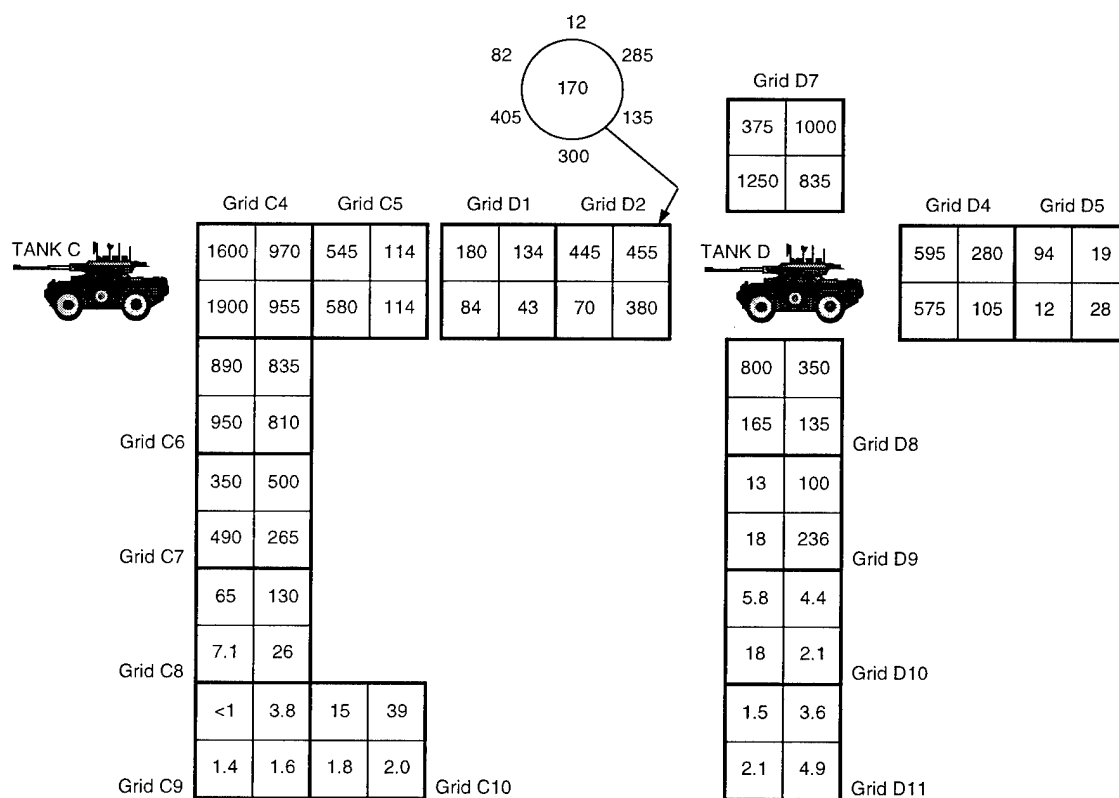 12
82 285
170
405 135
300
Grid D7
375 1000
1250 835
Grid C4 Grid C5 Grid D1 Grid D2 Grid D4 Grid D5
TANK C 1600 970 545 114 180 134 445 455 TANK D 595 280 94 19
1900 955 580 114 84 43 70 380 575 105 12 28
890 835 800 350
950 810 165 135
Grid C6 Grid D8
350 500 13 100
490 265 18 236
Grid C7 Grid D9
65 130 5.8 4.4
7.1 26 18 2.1
Grid C8 Grid D10
<1 3.8 15 39 1.5 3.6
1.4 1.6 1.8 2.0 2.1 4.9
Grid C9 Grid C10 Grid D11